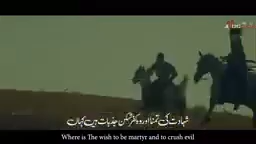 شہادت کی تمنا اور وہ کفر شکن جذبات ہیں کہاں
Where is The wish to be martyr and to crush evil